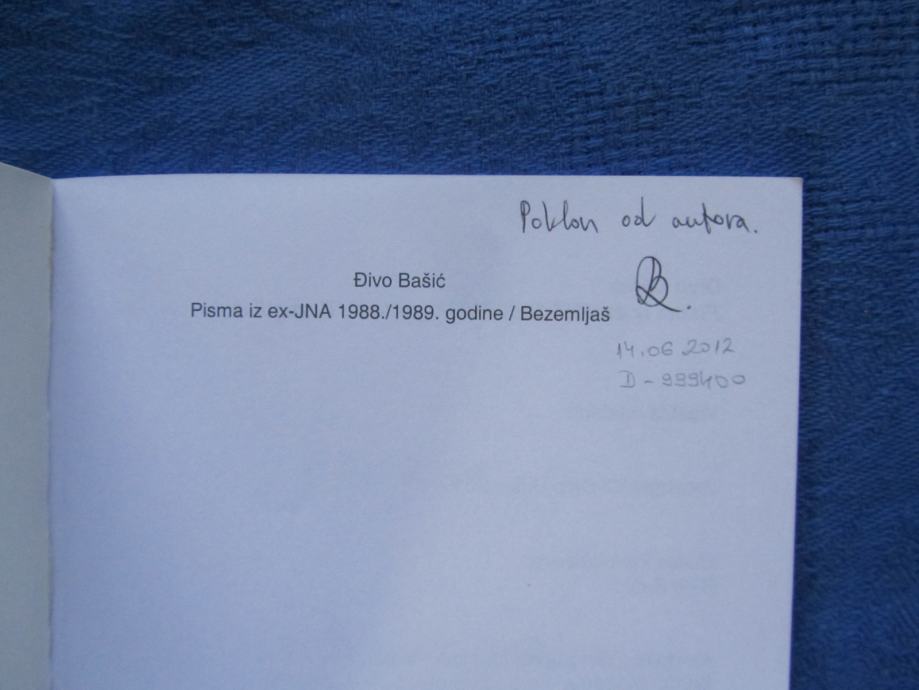 Poklon od autora.
Đivo Bašić
Pisma iz ex-JNA 1988./1989. godine / Bezemljaš
14.06 2012
D - 999400